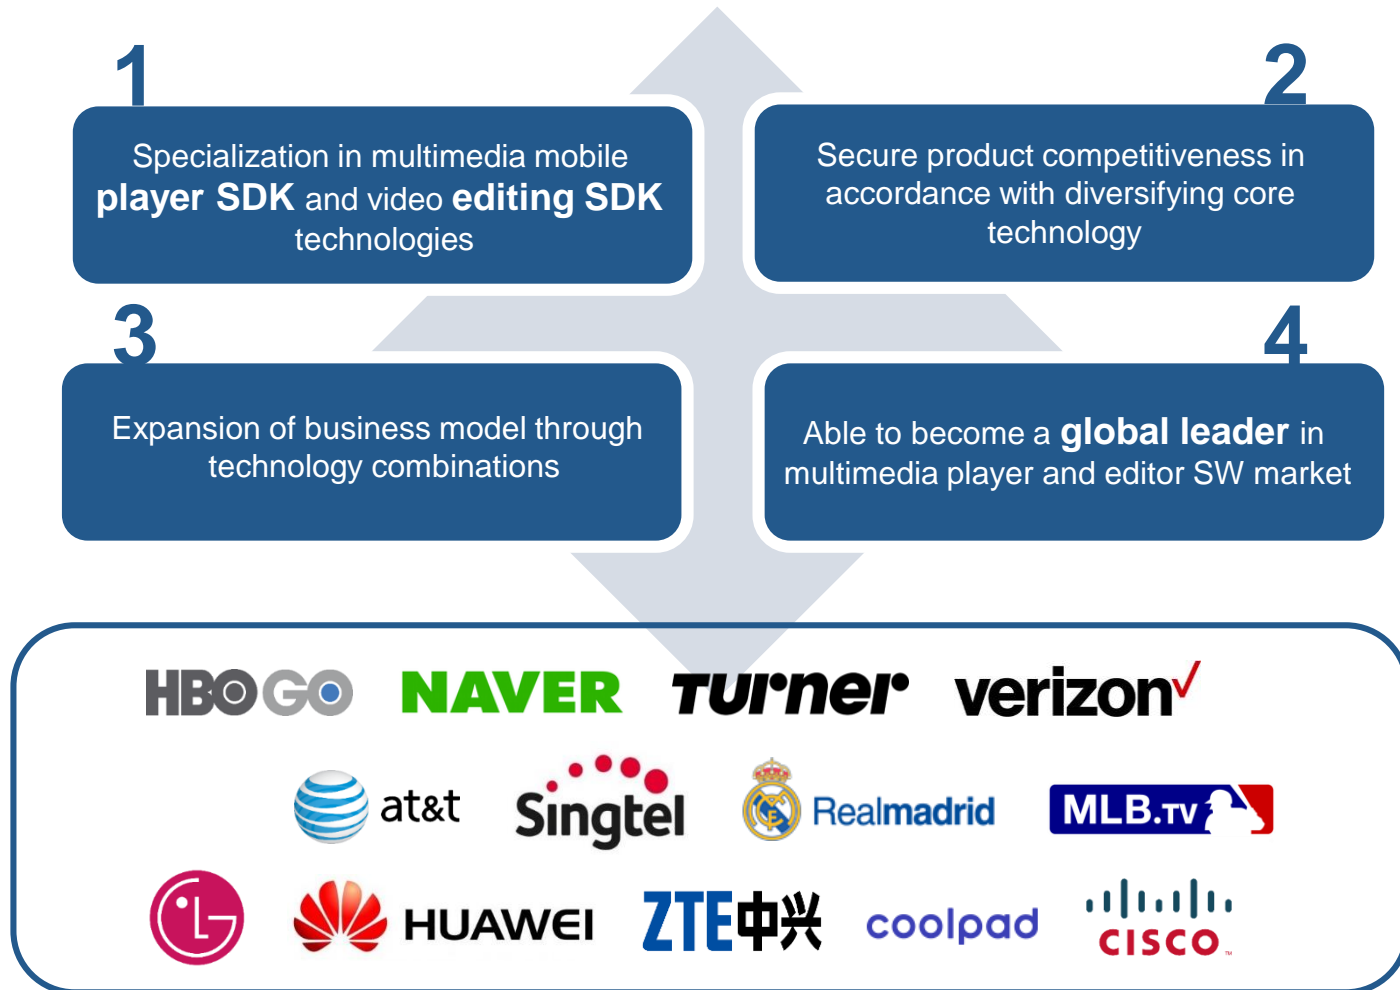 1
Specialization in multimedia mobile
player SDK and video editing SDK
technologies
2
Secure product competitiveness in
accordance with diversifying core
technology
3
Expansion of business model through
technology combinations
4
Able to become a global leader in
multimedia player and editor SW market
HBO GO NAVER Turner verizon
at&t Singtel Realmadrid MLB.TV
LG HUAWEI ZTE中兴 coolpad CISCO™